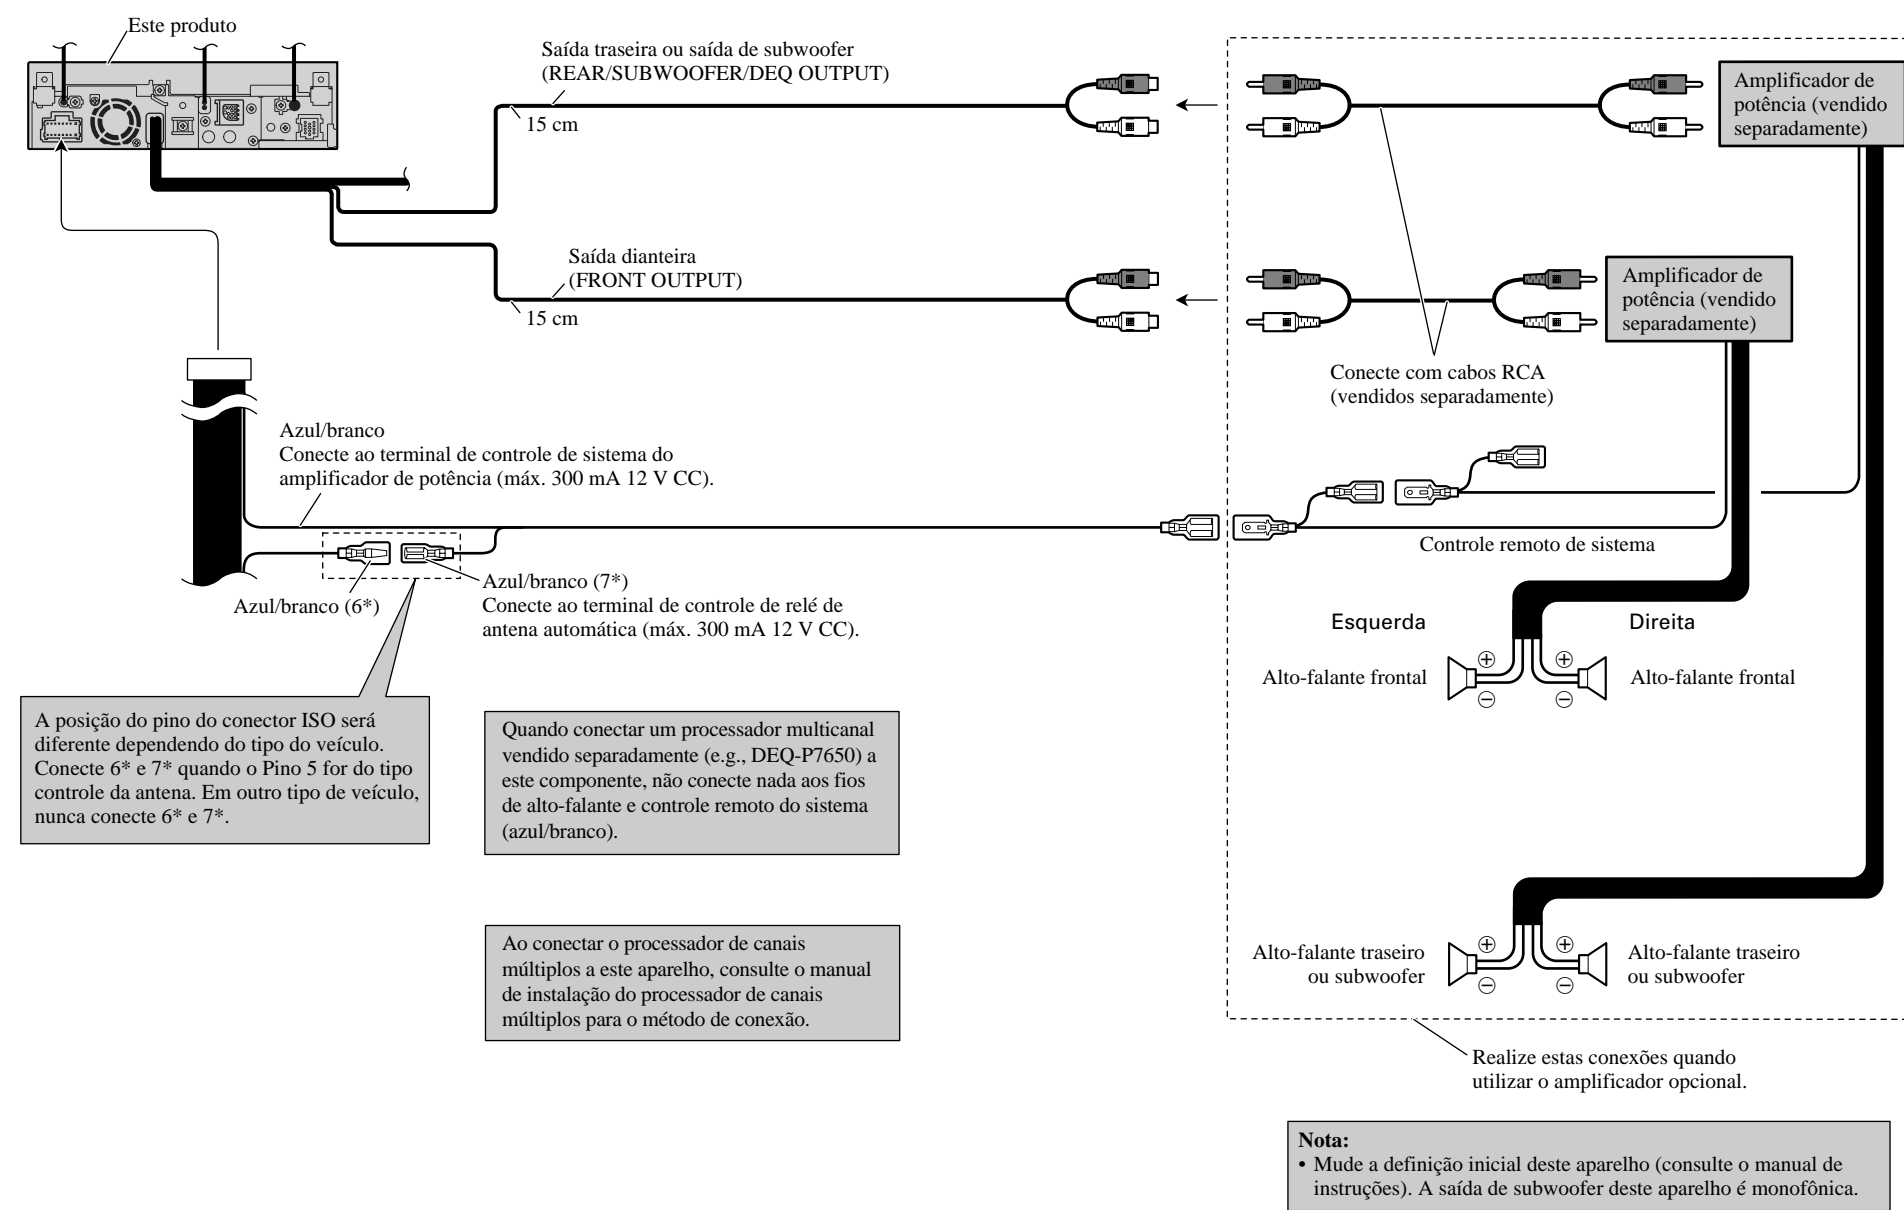 Este produto
Saída traseira ou saída de subwoofer
(REAR/SUBWOOFER/DEQ OUTPUT)
15 cm
Amplificador de
potência (vendido
separadamente)
Saída dianteira
(FRONT OUTPUT)
15 cm
Amplificador de
potência (vendido
separadamente)
Conecte com cabos RCA
(vendidos separadamente)
Azul/branco
Conecte ao terminal de controle de sistema do
amplificador de potência (máx. 300 mA 12 V CC).
Controle remoto de sistema
Azul/branco (6*)
Azul/branco (7*)
Conecte ao terminal de controle de relé de
antena automática (máx. 300 mA 12 V CC).
Esquerda
Direita
Alto-falante frontal
+
−
+
−
Alto-falante frontal
A posição do pino do conector ISO será
diferente dependendo do tipo do veículo.
Conecte 6* e 7* quando o Pino 5 for do tipo
controle da antena. Em outro tipo de veículo,
nunca conecte 6* e 7*.
Quando conectar um processador multicanal
vendido separadamente (e.g., DEQ-P7650) a
este componente, não conecte nada aos fios
de alto-falante e controle remoto do sistema
(azul/branco).
Ao conectar o processador de canais
múltiplos a este aparelho, consulte o manual
de instalação do processador de canais
múltiplos para o método de conexão.
Alto-falante traseiro
ou subwoofer
+
−
+
−
Alto-falante traseiro
ou subwoofer
Realize estas conexões quando
utilizar o amplificador opcional.
Nota:
• Mude a definição inicial deste aparelho (consulte o manual de
instruções). A saída de subwoofer deste aparelho é monofônica.